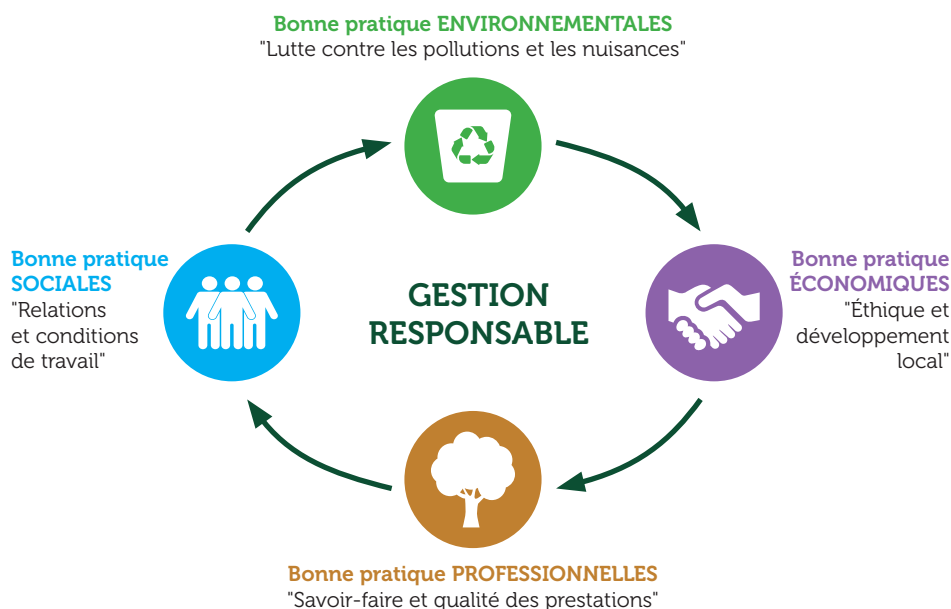 Bonne pratique ENVIRONNEMENTALES
"Lutte contre les pollutions et les nuisances"
Bonne pratique
SOCIALES
"Relations
et conditions
de travail"
GESTION
RESPONSABLE
Bonne pratique
ÉCONOMIQUES
"Éthique et
développement
local"
Bonne pratique PROFESSIONNELLES
"Savoir-faire et qualité des prestations"